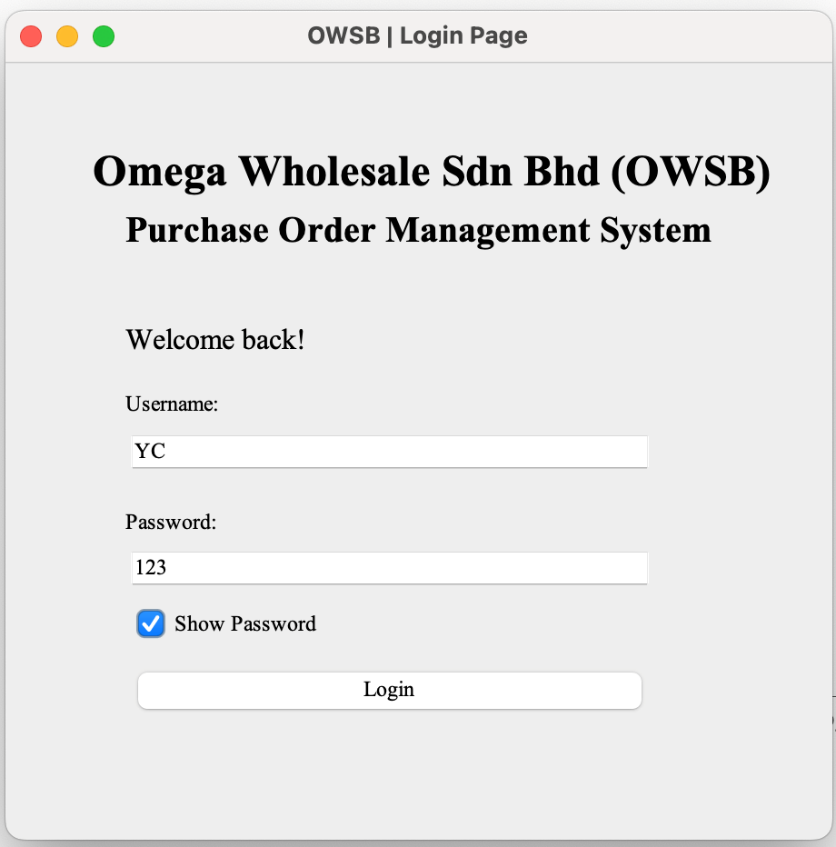 OWSB | Login Page
Omega Wholesale Sdn Bhd (OWSB)
Purchase Order Management System
Welcome back!
Username:
YC
Password:
123
Show Password
Login